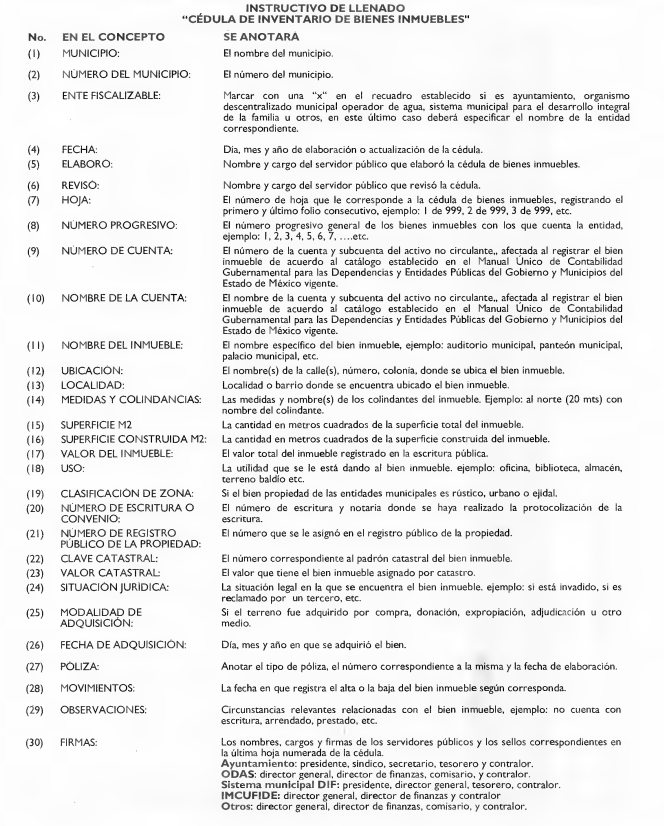 INSTRUCTIVO DE LLENADO
"CÉDULA DE INVENTARIO DE BIENES INMUEBLES"
No. EN EL CONCEPTO SE ANOTARÁ
(1) MUNICIPIO: El nombre del municipio.
(2) NÚMERO DEL MUNICIPIO: El número del municipio.
(3) ENTE FISCALIZABLE: Marcar con una "x" en el recuadro establecido si es ayuntamiento, organismo
descentralizado municipal operador de agua, sistema municipal para el desarrollo integral
de la familia u otros, en este último caso deberá especificar el nombre de la entidad
correspondiente.
(4) FECHA: Día, mes y año de elaboración o actualización de la cédula.
(5) ELABORO: Nombre y cargo del servidor público que elaboró la cédula de bienes inmuebles.
(6) REVISÓ: Nombre y cargo del servidor público que revisó la cédula.
(7) HOJA: El número de hoja que le corresponde a la cédula de bienes inmuebles, registrando el
primero y último folio consecutivo, ejemplo: 1 de 999, 2 de 999, 3 de 999, etc.
(8) NÚMERO PROGRESIVO: El número progresivo general de los bienes inmuebles con los que cuenta la entidad,
ejemplo: 1, 2, 3, 4, 5, 6, 7, ….etc.
(9) NÚMERO DE CUENTA: El número de la cuenta y subcuenta del activo no circulante,, afectada al registrar el bien
inmueble de acuerdo al catálogo establecido en el Manual Único de Contabilidad
Gubernamental para las Dependencias y Entidades Públicas del Gobierno y Municipios del
Estado de México vigente.
(10) NOMBRE DE LA CUENTA: El nombre de la cuenta y subcuenta del activo no circulante,, afectada al registrar el bien
inmueble de acuerdo al catálogo establecido en el Manual Único de Contabilidad
Gubernamental para las Dependencias y Entidades Públicas del Gobierno y Municipios del
Estado de México vigente.
(11) NOMBRE DEL INMUEBLE: El nombre específico del bien inmueble, ejemplo: auditorio municipal, panteón municipal,
palacio municipal, etc.
(12) UBICACIÓN: El nombre(s) de la calle(s), número, colonia, donde se ubica el bien inmueble.
(13) LOCALIDAD: Localidad o barrio donde se encuentra ubicado el bien inmueble.
(14) MEDIDAS Y COLINDANCIAS: Las medidas y nombre(s) de los colindantes del inmueble. Ejemplo: al norte (20 mts) con
nombre del colindante.
(15) SUPERFICIE M2 La cantidad en metros cuadrados de la superficie total del inmueble.
(16) SUPERFICIE CONSTRUIDA M2: La cantidad en metros cuadrados de la superficie construida del inmueble.
(17) VALOR DEL INMUEBLE: El valor total del inmueble registrado en la escritura pública.
(18) USO: La utilidad que se le está dando al bien inmueble. ejemplo: oficina, biblioteca, almacén,
terreno baldío etc.
(19) CLASIFICACIÓN DE ZONA: Si el bien propiedad de las entidades municipales es rústico, urbano o ejidal.
(20) NÚMERO DE ESCRITURA O El número de escritura y notaria donde se haya realizado la protocolización de la
CONVENIO: escritura.
(21) NÚMERO DE REGISTRO El número que se le asignó en el registro público de la propiedad.
PÚBLICO DE LA PROPIEDAD:
(22) CLAVE CATASTRAL: El número correspondiente al padrón catastral del bien inmueble.
(23) VALOR CATASTRAL: El valor que tiene el bien inmueble asignado por catastro.
(24) SITUACIÓN JURÍDICA: La situación legal en la que se encuentra el bien inmueble. ejemplo: si está invadido, si es
reclamado por un tercero, etc.
(25) MODALIDAD DE Si el terreno fue adquirido por compra, donación, expropiación, adjudicación u otro
ADQUISICIÓN: medio.
(26) FECHA DE ADQUISICIÓN: Día, mes y año en que se adquirió el bien.
(27) PÓLIZA: Anotar el tipo de póliza, el número correspondiente a la misma y la fecha de elaboración.
(28) MOVIMIENTOS: La fecha en que registra el alta o la baja del bien inmueble según corresponda.
(29) OBSERVACIONES: Circunstancias relevantes relacionadas con el bien inmueble, ejemplo: no cuenta con
escritura, arrendado, prestado, etc.
(30) FIRMAS: Los nombres, cargos y firmas de los servidores públicos y los sellos correspondientes en
la última hoja numerada de la cédula.
Ayuntamiento: presidente, síndico, secretario, tesorero y contralor.
ODAS: director general, director de finanzas, comisario, y contralor.
Sistema municipal DIF: presidente, director general, tesorero, contralor.
IMCUFIDE: director general, director de finanzas y contralor
Otros: director general, director de finanzas, comisario, y contralor.